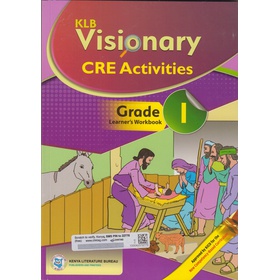 KLB
Visionary
CRE Activities
Grade 1
Learner's Workbook
KENYA LITERATURE BUREAU